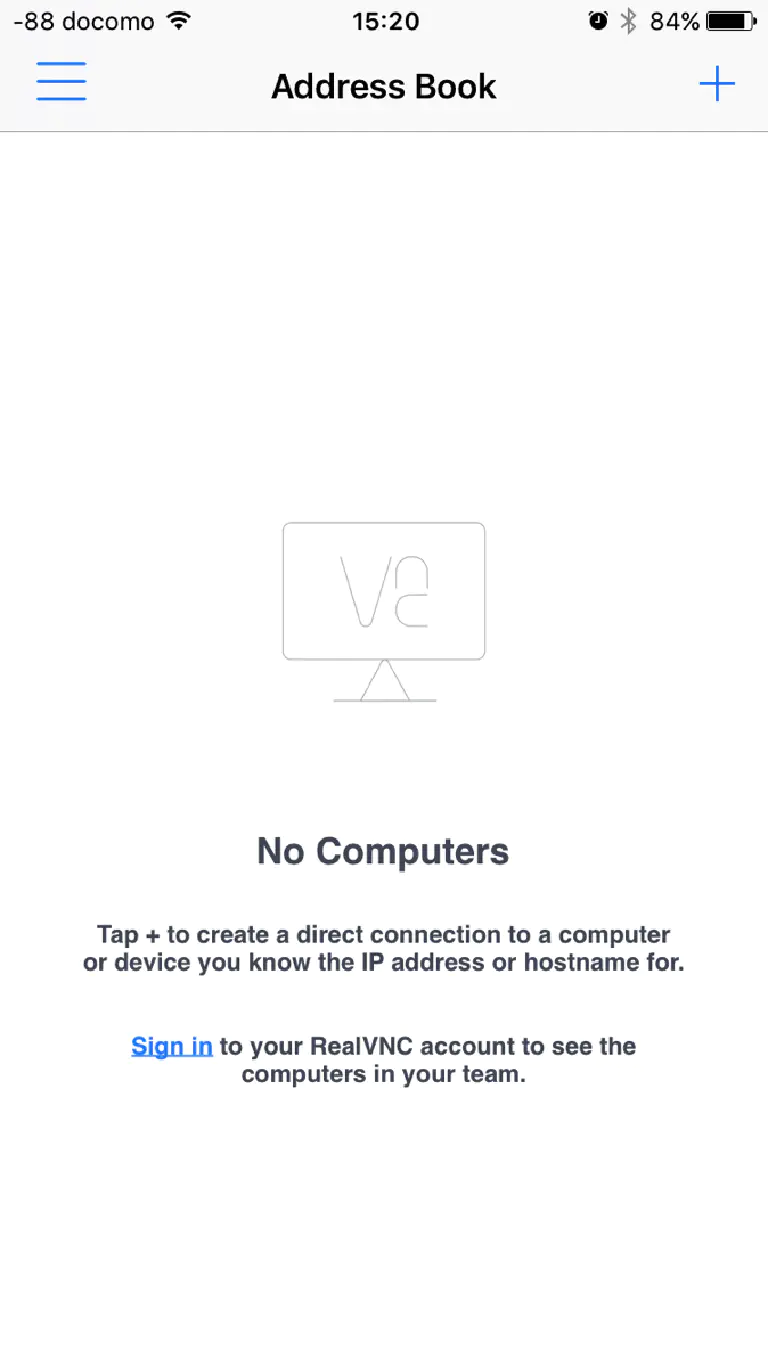 -88 docomo 15:20 84%
Address Book
No Computers
Tap + to create a direct connection to a computer
or device you know the IP address or hostname for.
Sign in to your RealVNC account to see the
computers in your team.